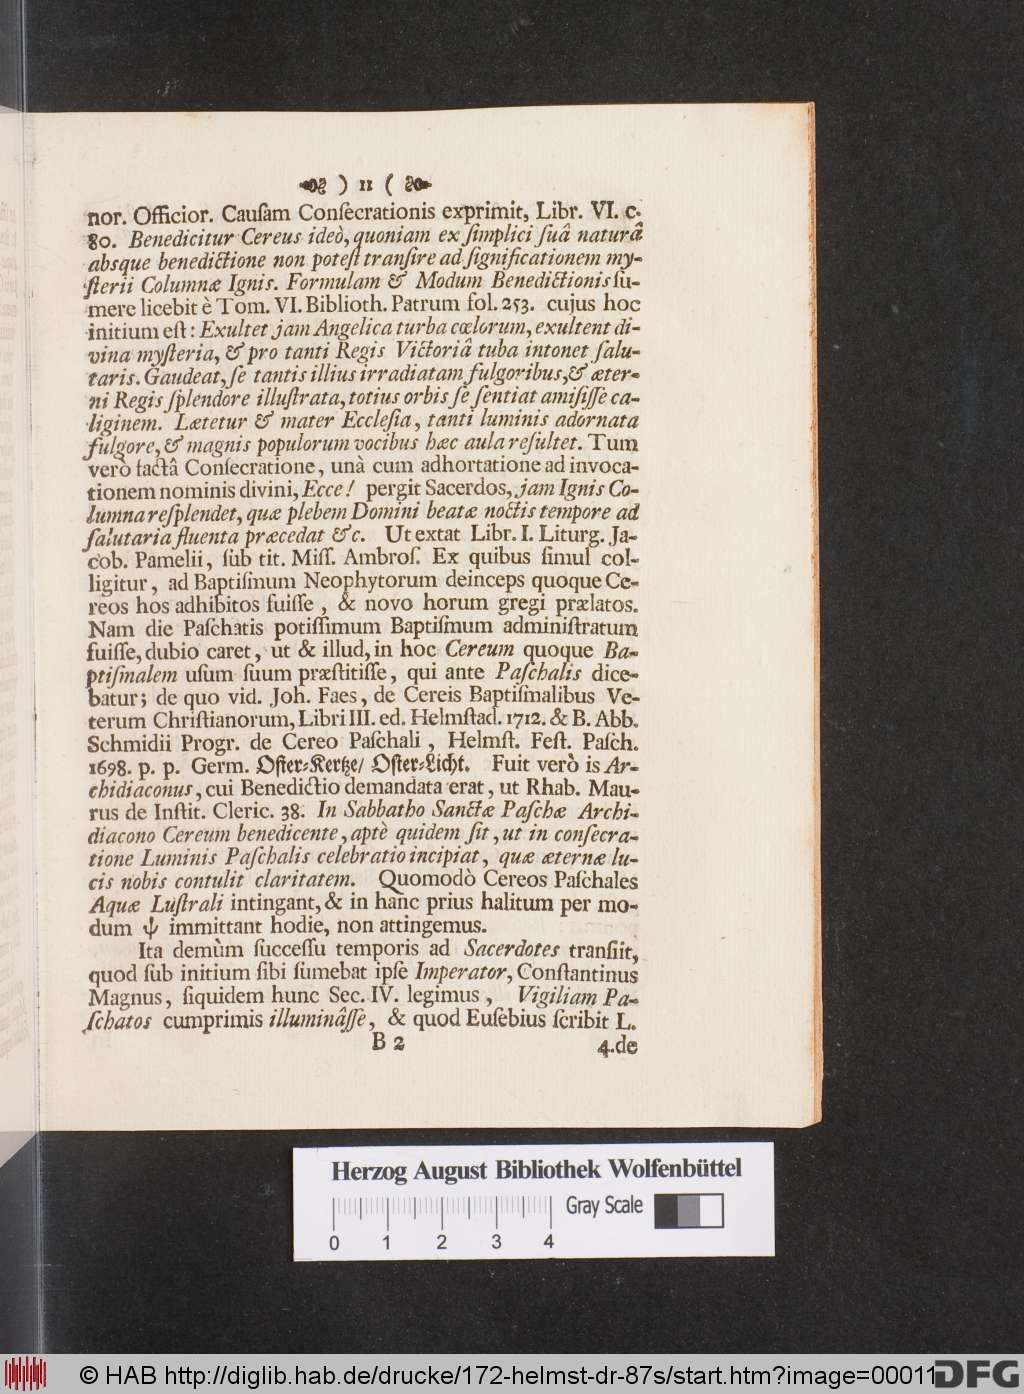 ) 11 (
nor. Officior. Cauſam Conſecrationis exprimit, Libr. VI. c.
80. Benedicitur Cereus ideò, quoniam ex ſimplici ſuâ naturâ
absque benedictione non poteſt tranſire ad ſignificationem my-
ſterii Columnæ Ignis. Formulam & Modum Benedictionis ſu-
mere licebit è Tom. VI. Biblioth. Patrum fol. 253. cujus hoc
initium eſt: Exultet jam Angelica turba cœlorum, exultent di-
vina myſteria, & pro tanti Regis Victoriâ tuba intonet ſalu-
taris. Gaudeat, ſe tantis illius irradiatam fulgoribus, & æter-
ni Regis ſplendore illuſtrata, totius orbis ſe ſentiat amiſiſſe ca-
liginem. Lætetur & mater Eccleſia, tanti luminis adornata
fulgore, & magnis populorum vocibus hæc aula reſultet. Tum
verò factâ Conſecratione, unà cum adhortatione ad invoca-
tionem nominis divini, Ecce! pergit Sacerdos, jam Ignis Co-
lumna reſplendet, quæ plebem Domini beatæ noctis tempore ad
ſalutaria fluenta præcedat &c. Ut extat Libr. I. Liturg. Ja-
cob. Pamelii, ſub tit. Miſſ. Ambroſ. Ex quibus ſimul col-
ligitur, ad Baptiſmum Neophytorum deinceps quoque Ce-
reos hos adhibitos fuiſſe, & novo horum gregi prælatos.
Nam die Paſchatis potiſſimum Baptiſmum adminiſtratum
fuiſſe, dubio caret, ut & illud, in hoc Cereum quoque Ba-
ptiſmalem uſum ſuum præſtitiſſe, qui ante Paſchalis dice-
batur; de quo vid. Joh. Faes, de Cereis Baptiſmalibus Ve-
terum Chriſtianorum, Libri III. ed. Helmſtad. 1712. & B. Abb.
Schmidii Progr. de Cereo Paſchali, Helmſt. Feſt. Paſch.
1698. p. p. Germ. Oſter-Kertze/ Oſter-Licht. Fuit verò is Ar-
chidiaconus, cui Benedictio demandata erat, ut Rhab. Mau-
rus de Inſtit. Cleric. 38. In Sabbatho Sanctæ Paſchæ Archi-
diacono Cereum benedicente, aptè quidem fit, ut in conſecra-
tione Luminis Paſchalis celebratio incipiat, quæ æternæ lu-
cis nobis contulit claritatem. Quomodò Cereos Paſchales
Aquæ Luſtrali intingant, & in hanc prius halitum per mo-
dum ψ immittant hodie, non attingemus.
Ita demùm ſucceſſu temporis ad Sacerdotes tranſiit,
quod ſub initium ſibi ſumebat ipſe Imperator, Conſtantinus
Magnus, ſiquidem hunc Sec. IV. legimus, Vigiliam Pa-
ſchatos cumprimis illuminâſſe, & quod Euſebius ſcribit L.
B 2 4. de
Herzog August Bibliothek Wolfenbüttel
Gray Scale
0 1 2 3 4
© HAB http://diglib.hab.de/drucke/172-helmst-dr-87s/start.htm?image=00011
DFG